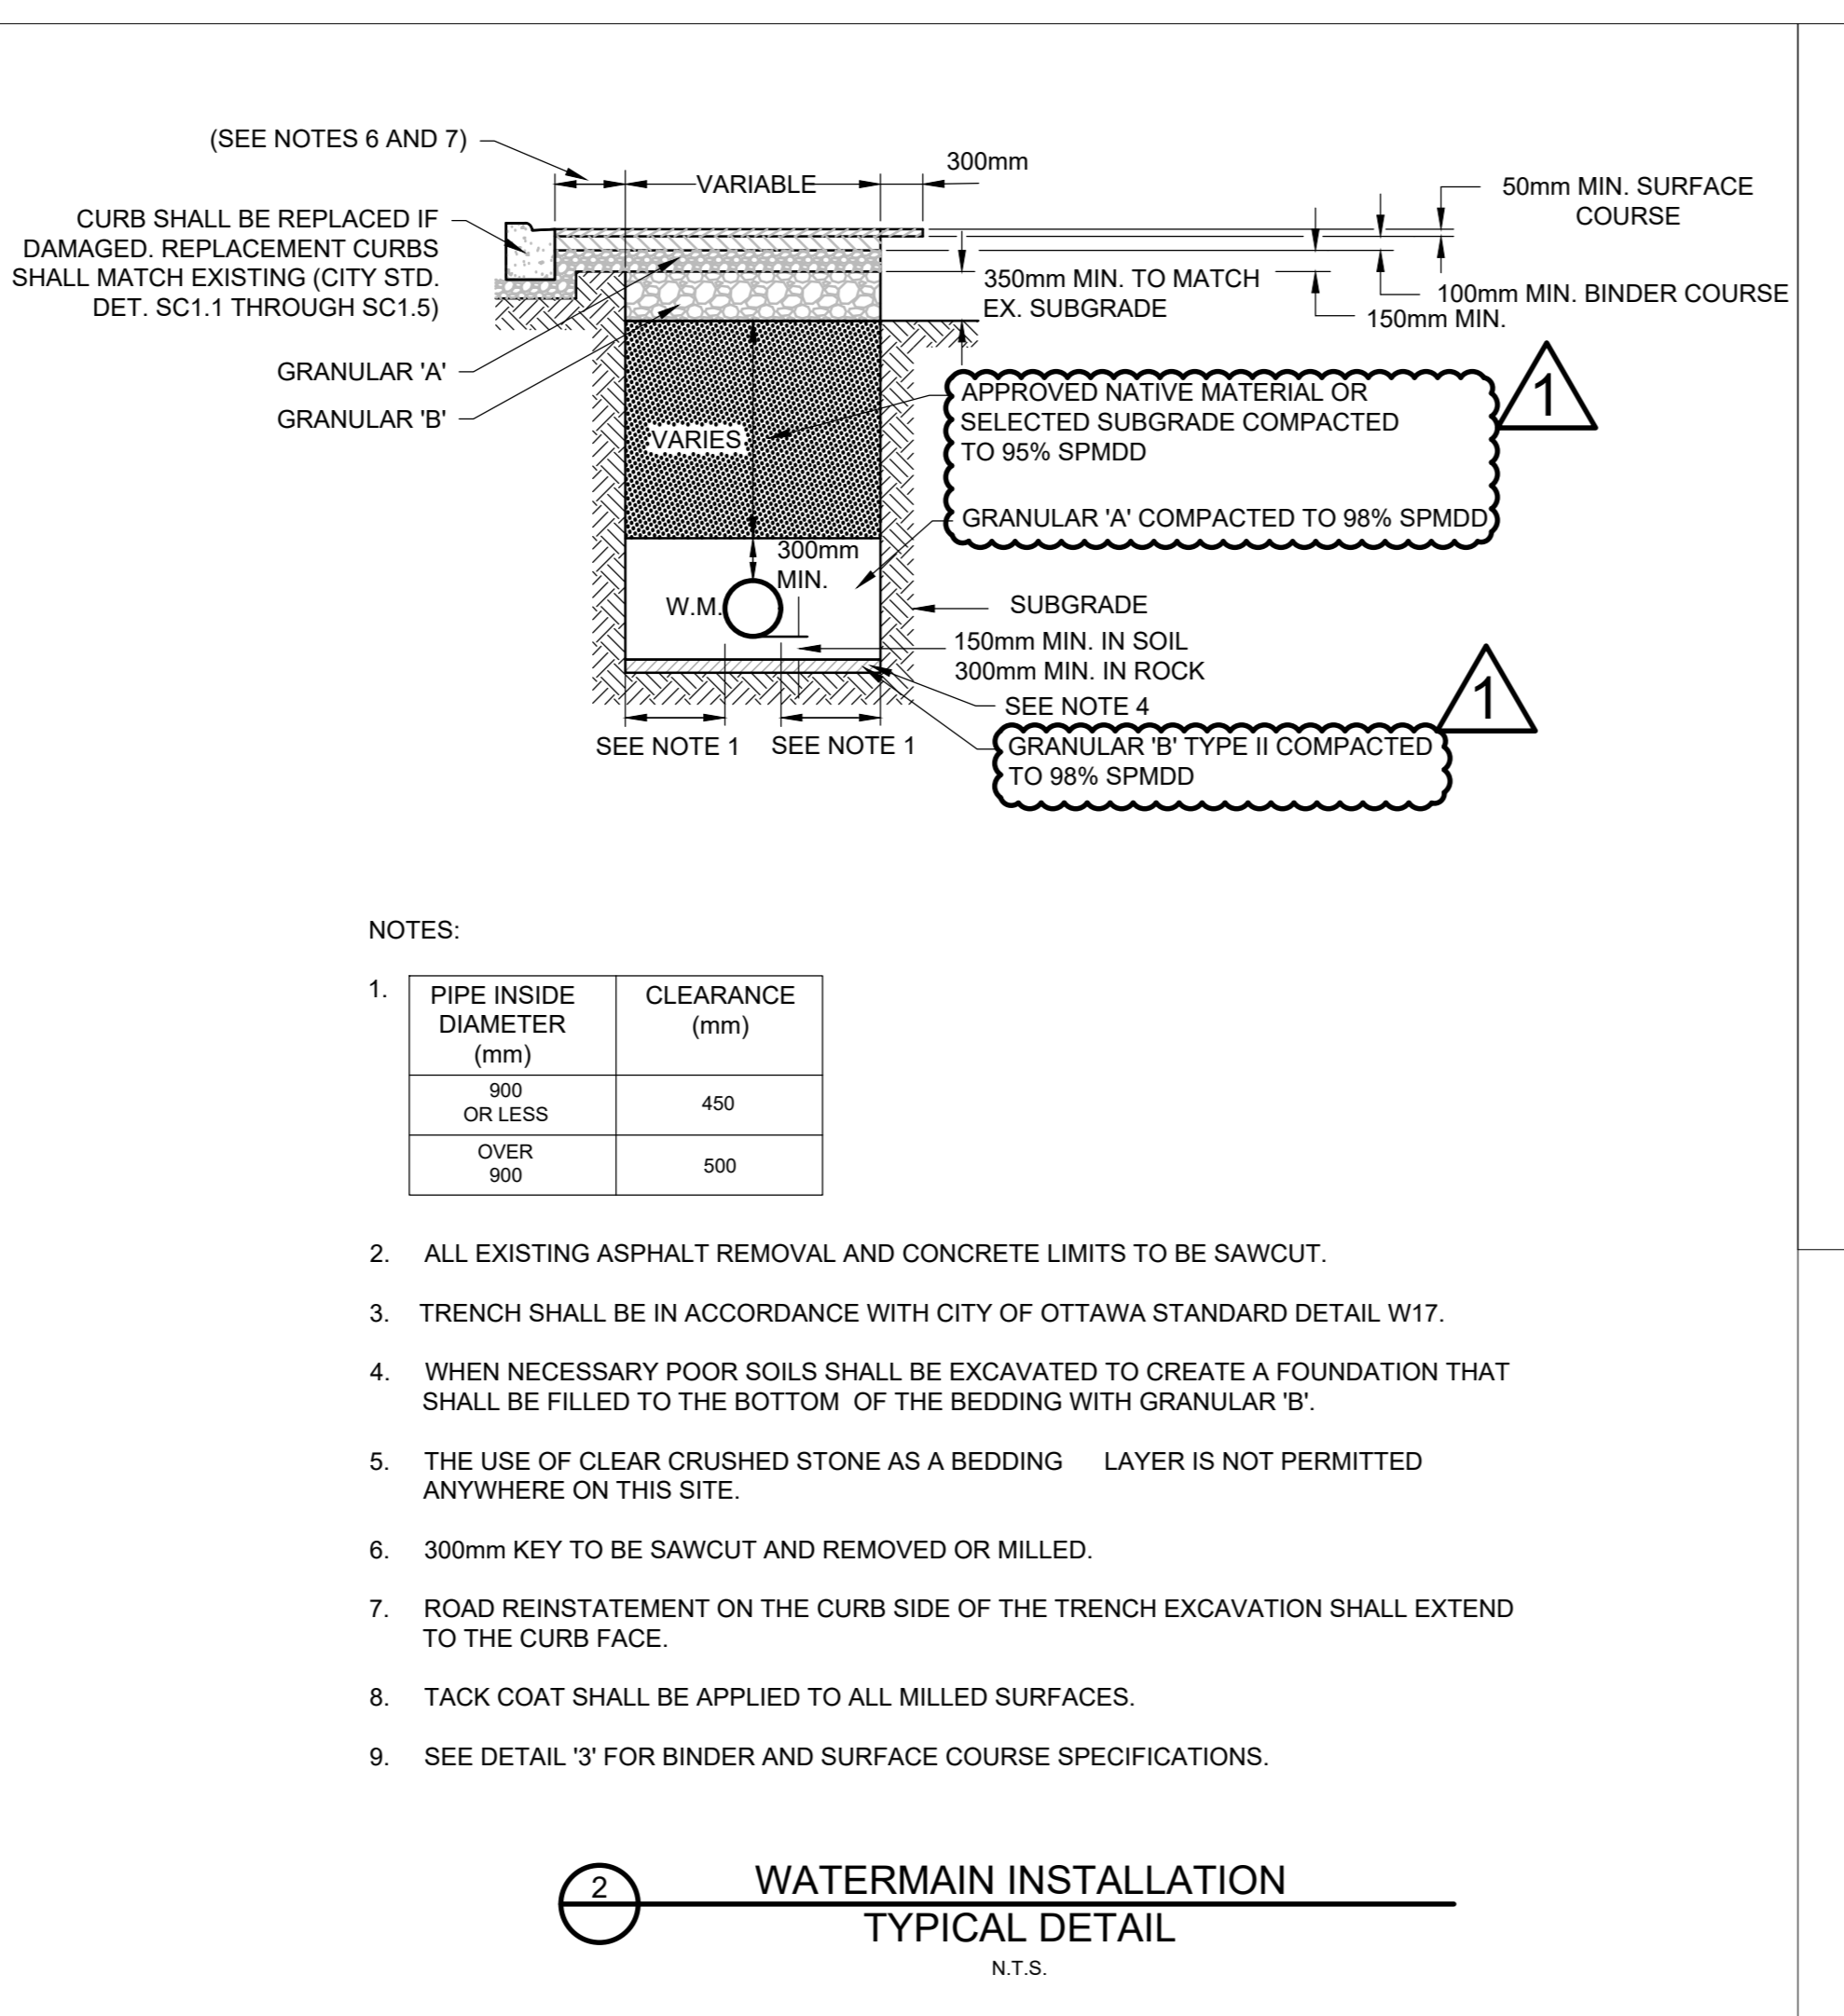 (SEE NOTES 6 AND 7)
VARIABLE
300mm
50mm MIN. SURFACE
COURSE
CURB SHALL BE REPLACED IF
DAMAGED. REPLACEMENT CURBS
SHALL MATCH EXISTING (CITY STD.
DET. SC1.1 THROUGH SC1.5)
350mm MIN. TO MATCH
EX. SUBGRADE
100mm MIN. BINDER COURSE
150mm MIN.
GRANULAR 'A'
GRANULAR 'B'
VARIES
APPROVED NATIVE MATERIAL OR
SELECTED SUBGRADE COMPACTED
TO 95% SPMDD
1
GRANULAR 'A' COMPACTED TO 98% SPMDD
300mm
MIN.
W.M.
SUBGRADE
150mm MIN. IN SOIL
300mm MIN. IN ROCK
SEE NOTE 4
1
SEE NOTE 1
SEE NOTE 1
GRANULAR 'B' TYPE II COMPACTED
TO 98% SPMDD
NOTES:
1.
PIPE INSIDE
DIAMETER
(mm)
CLEARANCE
(mm)
900
OR LESS
450
OVER
900
500
2. ALL EXISTING ASPHALT REMOVAL AND CONCRETE LIMITS TO BE SAWCUT.
3. TRENCH SHALL BE IN ACCORDANCE WITH CITY OF OTTAWA STANDARD DETAIL W17.
4. WHEN NECESSARY POOR SOILS SHALL BE EXCAVATED TO CREATE A FOUNDATION THAT
SHALL BE FILLED TO THE BOTTOM OF THE BEDDING WITH GRANULAR 'B'.
5. THE USE OF CLEAR CRUSHED STONE AS A BEDDING LAYER IS NOT PERMITTED
ANYWHERE ON THIS SITE.
6. 300mm KEY TO BE SAWCUT AND REMOVED OR MILLED.
7. ROAD REINSTATEMENT ON THE CURB SIDE OF THE TRENCH EXCAVATION SHALL EXTEND
TO THE CURB FACE.
8. TACK COAT SHALL BE APPLIED TO ALL MILLED SURFACES.
9. SEE DETAIL '3' FOR BINDER AND SURFACE COURSE SPECIFICATIONS.
2
WATERMAIN INSTALLATION
TYPICAL DETAIL
N.T.S.